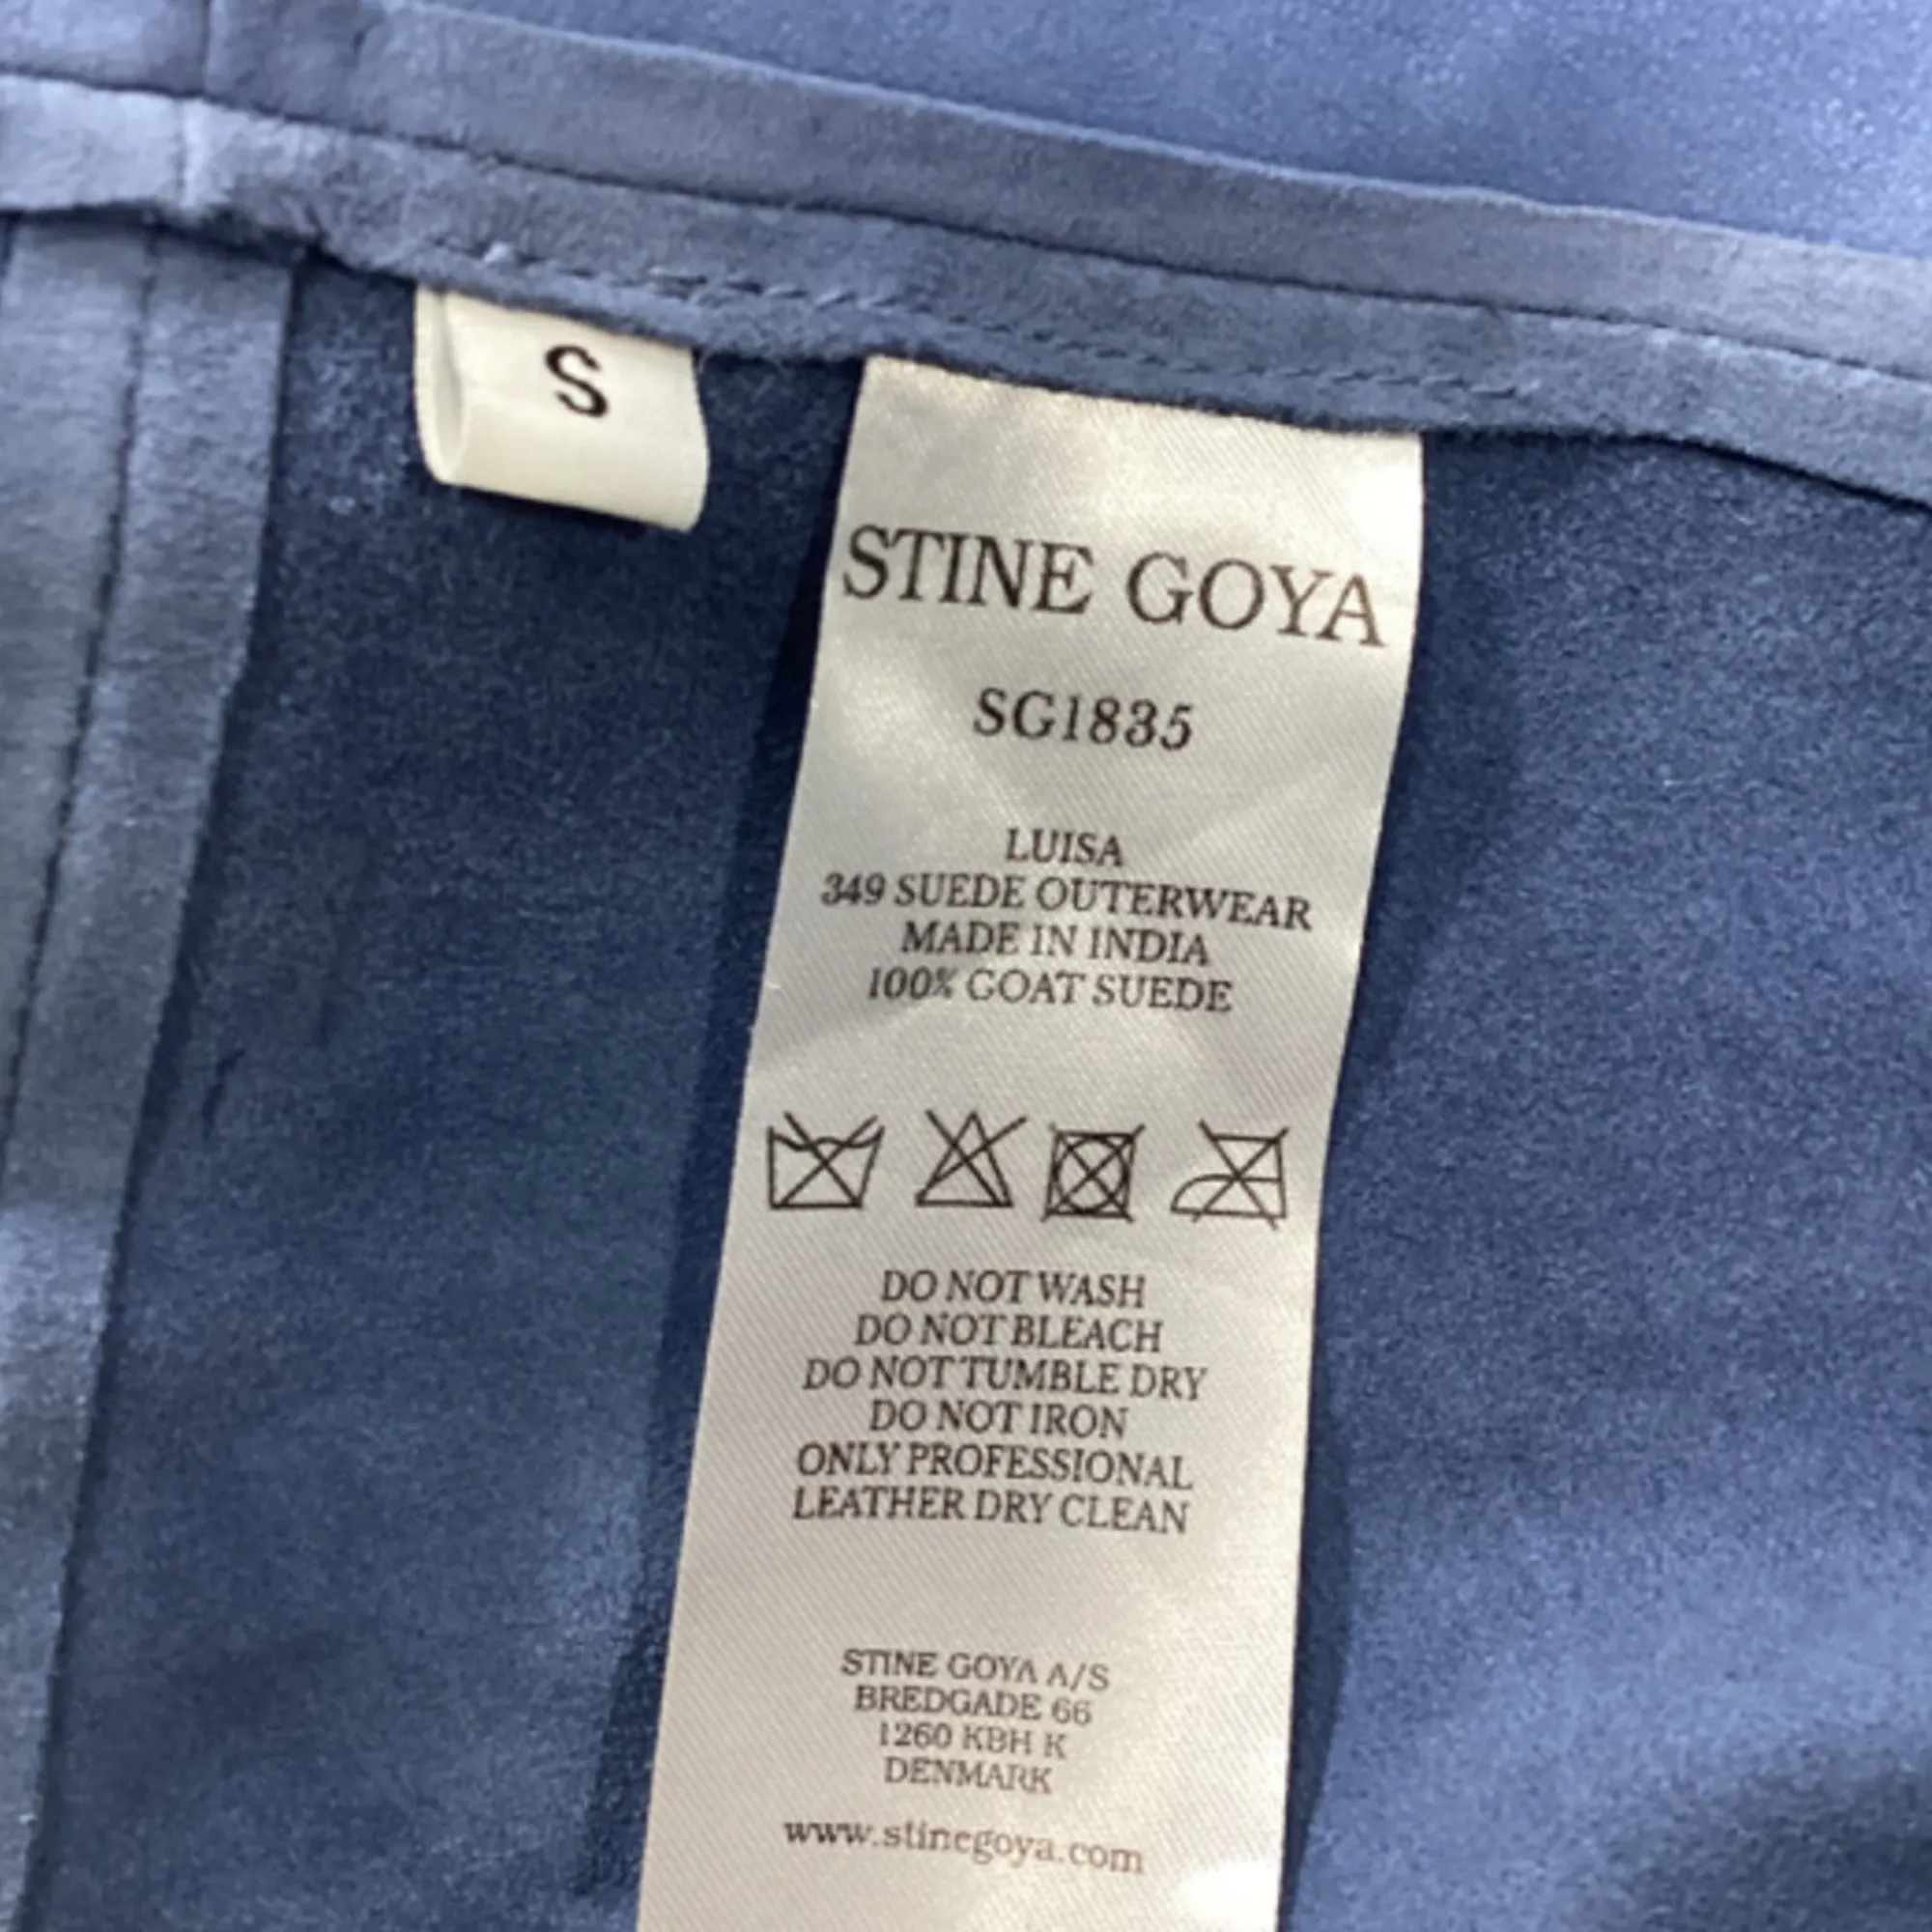 S
STINE GOYA
SG1835
LUISA
349 SUEDE OUTERWEAR
MADE IN INDIA
100% GOAT SUEDE
DO NOT WASH
DO NOT BLEACH
DO NOT TUMBLE DRY
DO NOT IRON
ONLY PROFESSIONAL
LEATHER DRY CLEAN
STINE GOYA A/S
BREDGADE 66
1260 KBH K
DENMARK
www.stinegoya.com